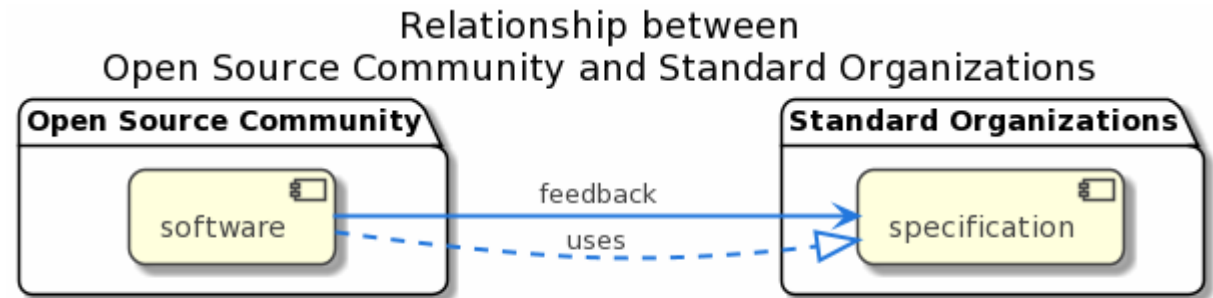 Relationship between
Open Source Community and Standard Organizations
Open Source Community
Standard Organizations
feedback
software
specification
uses